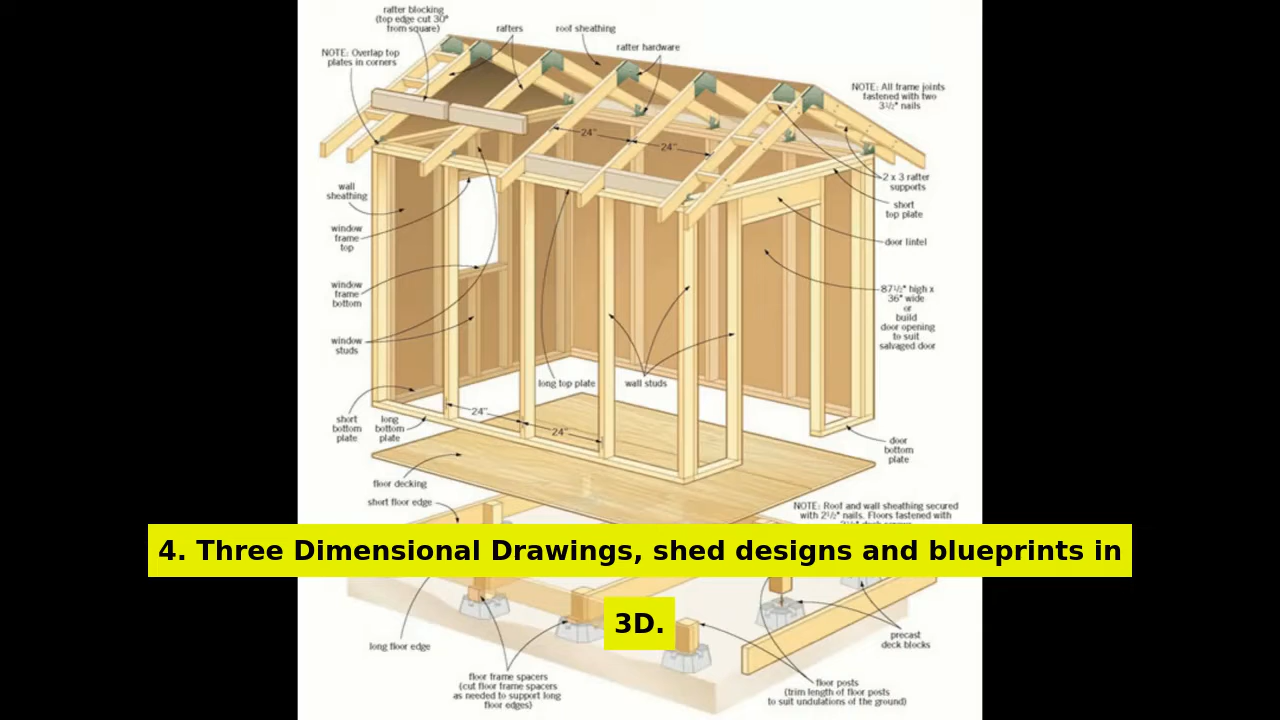 rafter blocking
(top edge cut 30°
from square)
rafters
roof sheathing
rafter hardware
NOTE: Overlap top
plates in corners
NOTE: All frame joints
fastened with two
3½" nails
24"
24"
2 x 3 rafter
supports
wall
sheathing
short
top plate
window
frame
top
door lintel
window
frame
bottom
87½" high x
36" wide
or
build
door opening
to suit
salvaged door
window
studs
long top plate
wall studs
24"
24"
short
bottom
plate
long
bottom
plate
door
bottom
plate
floor decking
short floor edge
NOTE: Roof and wall sheathing secured
with 2½" nails. Floors fastened with
4. Three Dimensional Drawings, shed designs and blueprints in
3D.
long floor edge
precast
deck blocks
floor frame spacers
(cut floor frame spacers
as needed to support long
floor edges)
floor posts
(trim length of floor posts
to suit undulations of the ground)